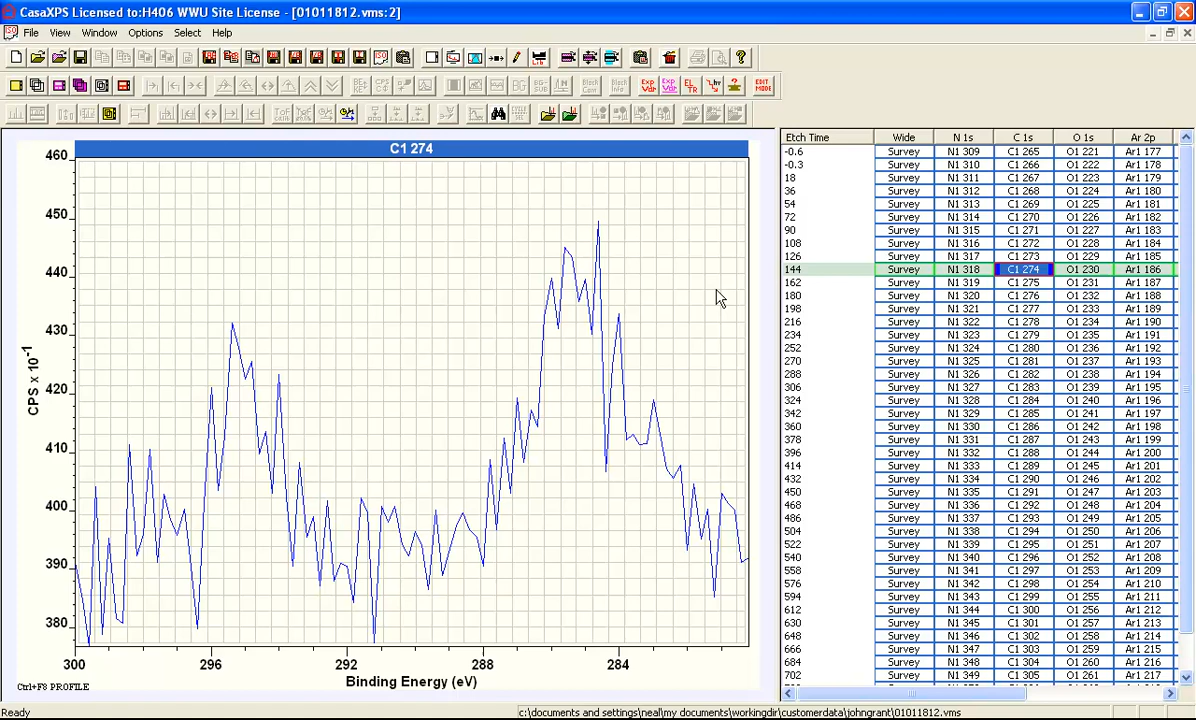 CasaXPS Licensed to:H406 WWU Site License - [01011812.vms:2]
File View Window Options Select Help
C1 274
CPS x 10⁻¹
460
450
440
430
420
410
400
390
380
300 296 292 288 284
Binding Energy (eV)
Ctrl+F8 PROFILE
Etch Time Wide N 1s C 1s O 1s Ar 2p
-0.6 Survey N1 309 C1 265 O1 221 Ar1 177
-0.3 Survey N1 310 C1 266 O1 222 Ar1 178
18 Survey N1 311 C1 267 O1 223 Ar1 179
36 Survey N1 312 C1 268 O1 224 Ar1 180
54 Survey N1 313 C1 269 O1 225 Ar1 181
72 Survey N1 314 C1 270 O1 226 Ar1 182
90 Survey N1 315 C1 271 O1 227 Ar1 183
108 Survey N1 316 C1 272 O1 228 Ar1 184
126 Survey N1 317 C1 273 O1 229 Ar1 185
144 Survey N1 318 C1 274 O1 230 Ar1 186
162 Survey N1 319 C1 275 O1 231 Ar1 187
180 Survey N1 320 C1 276 O1 232 Ar1 188
198 Survey N1 321 C1 277 O1 233 Ar1 189
216 Survey N1 322 C1 278 O1 234 Ar1 190
234 Survey N1 323 C1 279 O1 235 Ar1 191
252 Survey N1 324 C1 280 O1 236 Ar1 192
270 Survey N1 325 C1 281 O1 237 Ar1 193
288 Survey N1 326 C1 282 O1 238 Ar1 194
306 Survey N1 327 C1 283 O1 239 Ar1 195
324 Survey N1 328 C1 284 O1 240 Ar1 196
342 Survey N1 329 C1 285 O1 241 Ar1 197
360 Survey N1 330 C1 286 O1 242 Ar1 198
378 Survey N1 331 C1 287 O1 243 Ar1 199
396 Survey N1 332 C1 288 O1 244 Ar1 200
414 Survey N1 333 C1 289 O1 245 Ar1 201
432 Survey N1 334 C1 290 O1 246 Ar1 202
450 Survey N1 335 C1 291 O1 247 Ar1 203
468 Survey N1 336 C1 292 O1 248 Ar1 204
486 Survey N1 337 C1 293 O1 249 Ar1 205
504 Survey N1 338 C1 294 O1 250 Ar1 206
522 Survey N1 339 C1 295 O1 251 Ar1 207
540 Survey N1 340 C1 296 O1 252 Ar1 208
558 Survey N1 341 C1 297 O1 253 Ar1 209
576 Survey N1 342 C1 298 O1 254 Ar1 210
594 Survey N1 343 C1 299 O1 255 Ar1 211
612 Survey N1 344 C1 300 O1 256 Ar1 212
630 Survey N1 345 C1 301 O1 257 Ar1 213
648 Survey N1 346 C1 302 O1 258 Ar1 214
666 Survey N1 347 C1 303 O1 259 Ar1 215
684 Survey N1 348 C1 304 O1 260 Ar1 216
702 Survey N1 349 C1 305 O1 261 Ar1 217
Ready
c:\documents and settings\neal\my documents\workingdir\customerdata\johngrant\01011812.vms